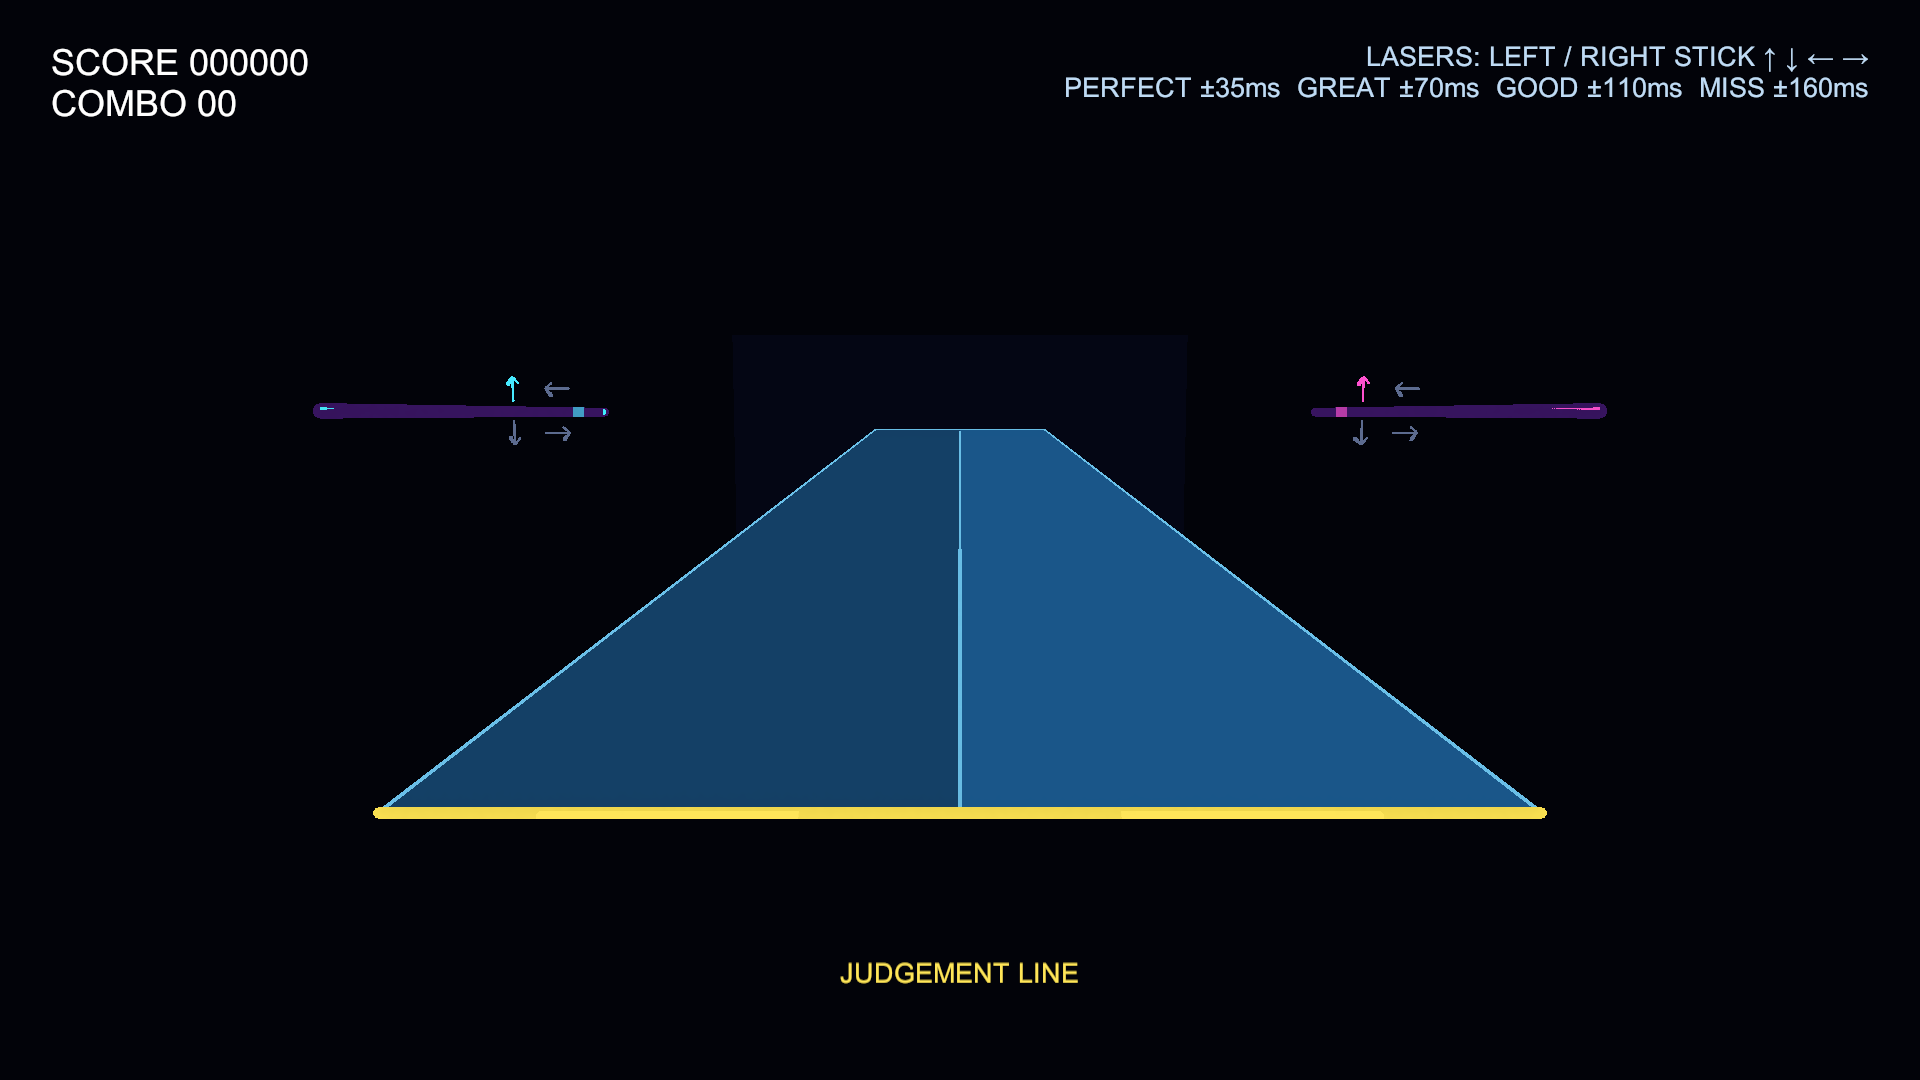 SCORE 000000
COMBO 00
LASERS: LEFT / RIGHT STICK ↑ ↓ ← →
PERFECT ±35ms  GREAT ±70ms  GOOD ±110ms  MISS ±160ms
JUDGEMENT LINE